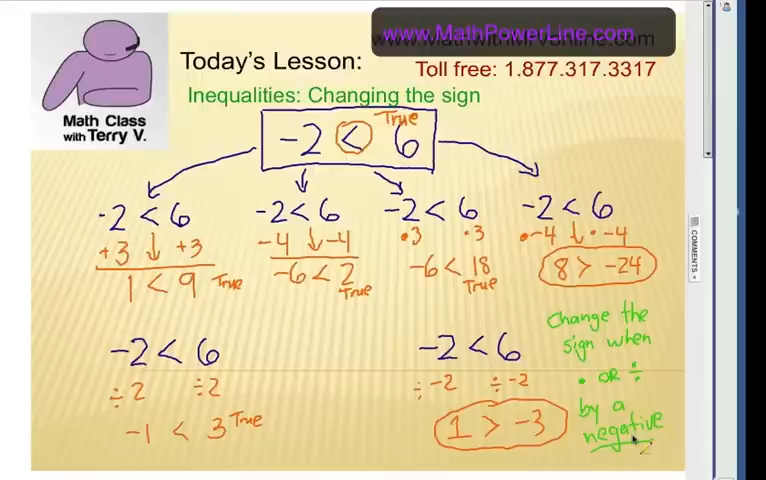 www.MathPowerLine.com
Today's Lesson:
Toll free: 1.877.317.3317
Inequalities: Changing the sign
Math Class
with Terry V.
True
-2 < 6
-2 < 6
+3 ↓ +3
1 < 9 True
-2 < 6
-4 ↓ -4
-6 < 2
True
-2 < 6
•3 •3
-6 < 18
True
-2 < 6
•-4 ↓ •-4
8 > -24
-2 < 6
÷2 ÷2
-1 < 3 True
-2 < 6
÷-2 ÷-2
1 > -3
Change the
sign when
• OR ÷
by a
negative
COMMENTS